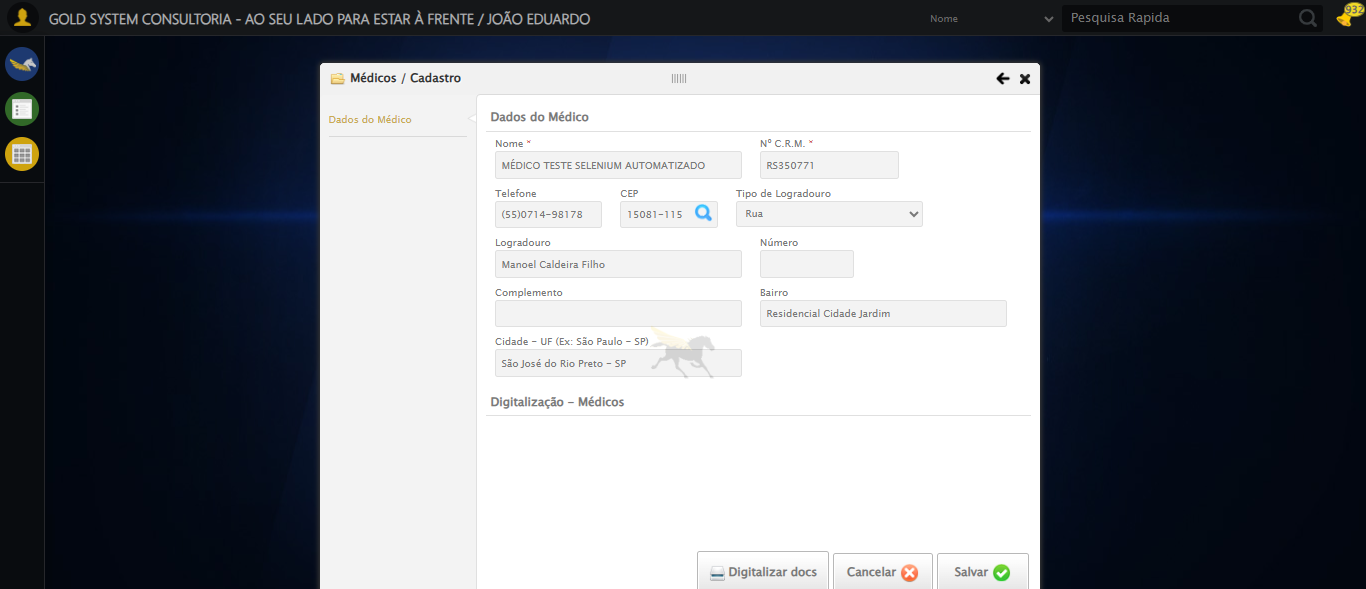 GOLD SYSTEM CONSULTORIA - AO SEU LADO PARA ESTAR À FRENTE / JOÃO EDUARDO
Nome
Pesquisa Rapida
932
Médicos / Cadastro
Dados do Médico
Dados do Médico
Nome * Nº C.R.M. *
MÉDICO TESTE SELENIUM AUTOMATIZADO RS350771
Telefone CEP Tipo de Logradouro
(55)0714-98178 15081-115 Rua
Logradouro Número
Manoel Caldeira Filho
Complemento Bairro
Residencial Cidade Jardim
Cidade - UF (Ex: São Paulo - SP)
São José do Rio Preto - SP
Digitalização - Médicos
Digitalizar docs Cancelar Salvar